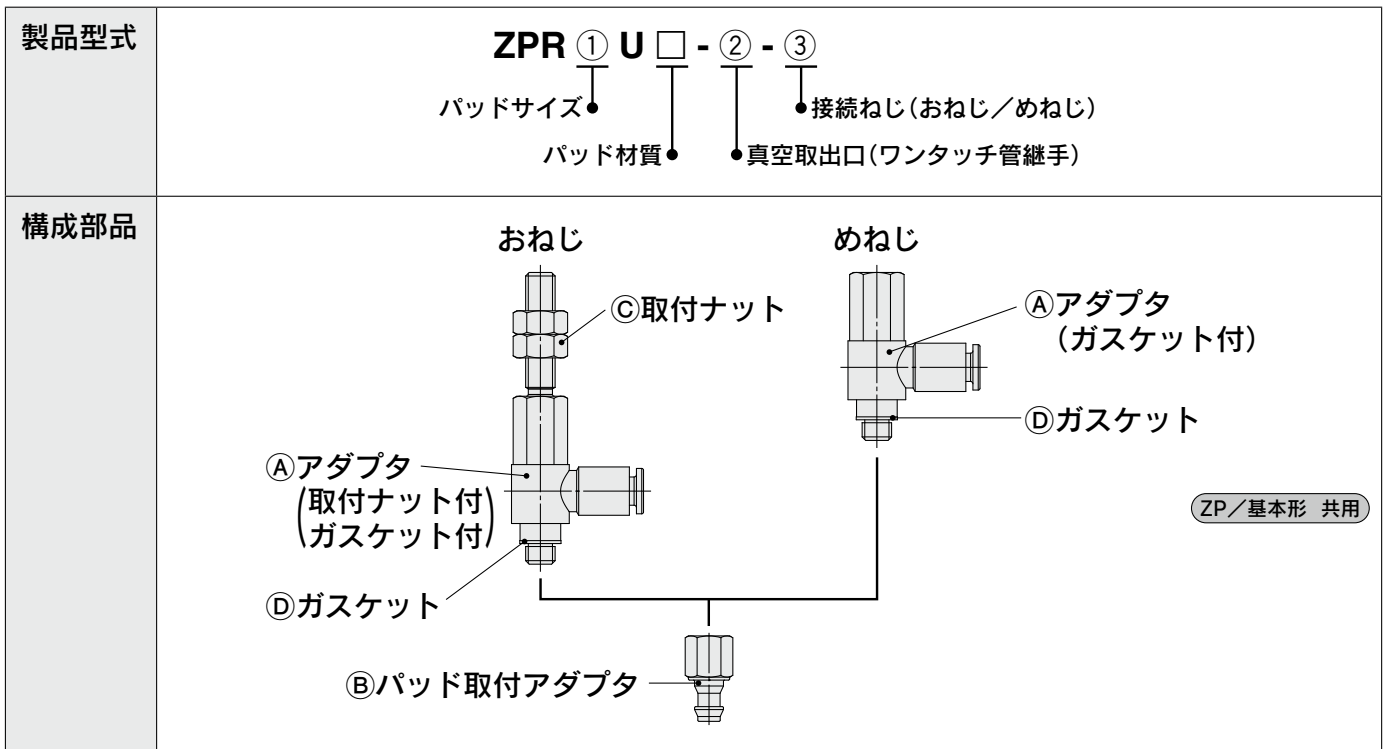 製品型式
ZPR ① U □ - ② - ③
パッドサイズ
接続ねじ(おねじ/めねじ)
パッド材質
真空取出口(ワンタッチ管継手)
構成部品
おねじ
めねじ
Ⓒ取付ナット
Ⓐアダプタ
(ガスケット付)
Ⓓガスケット
Ⓐアダプタ
(取付ナット付
ガスケット付)
ZP/基本形 共用
Ⓓガスケット
Ⓑパッド取付アダプタ